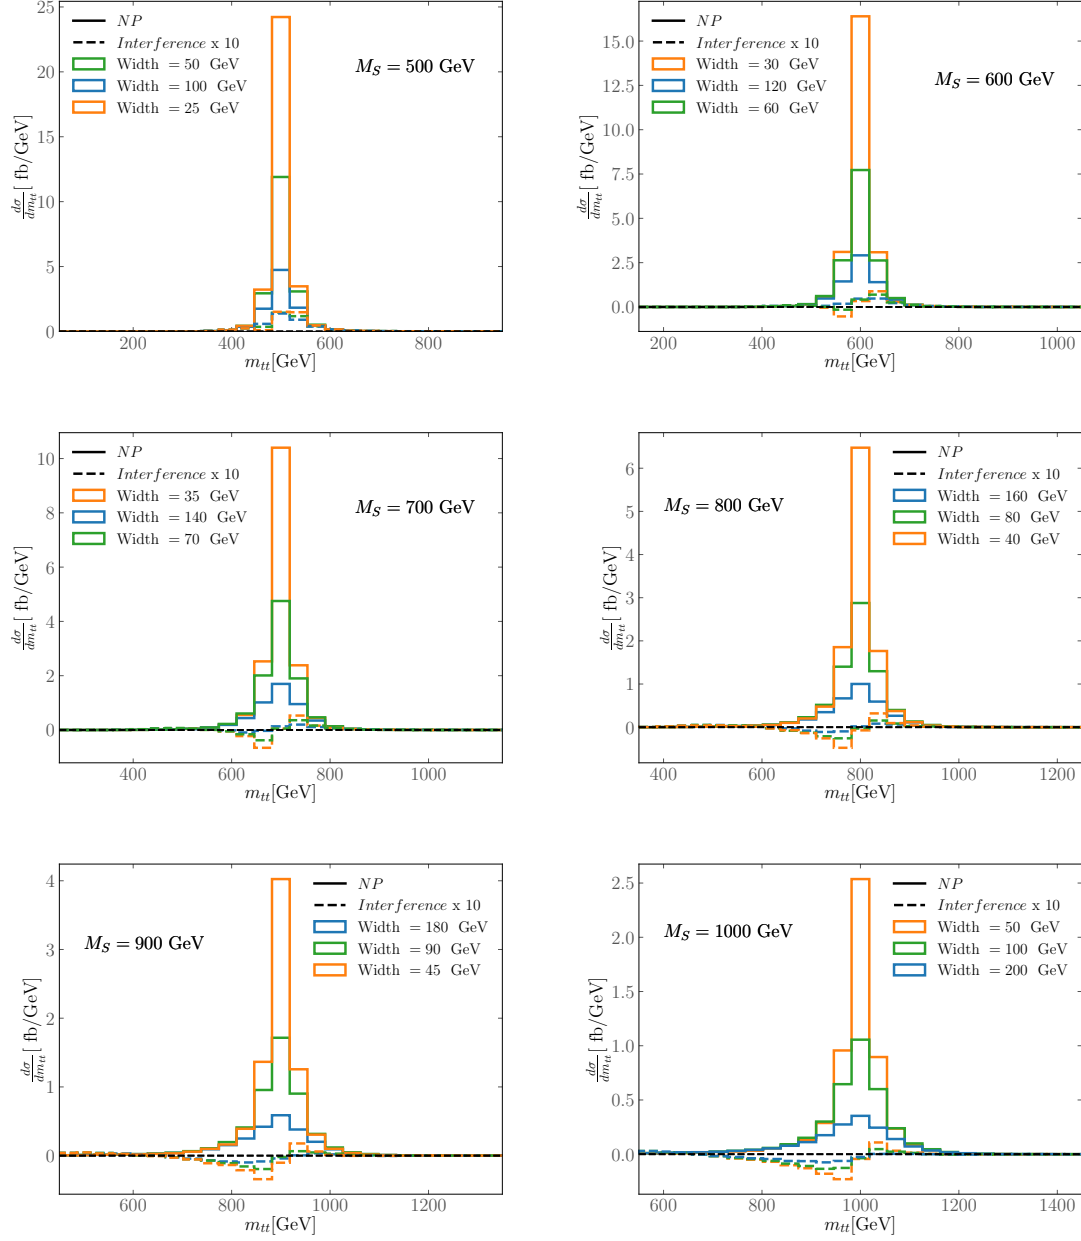 NP
Interference x 10
Width = 50 GeV
Width = 100 GeV
Width = 25 GeV
M_S = 500 GeV
25
20
15
10
5
0
dσ/dm_tt [ fb/GeV]
200 400 600 800
m_tt[GeV]
NP
Interference x 10
Width = 30 GeV
Width = 120 GeV
Width = 60 GeV
M_S = 600 GeV
15.0
12.5
10.0
7.5
5.0
2.5
0.0
dσ/dm_tt [ fb/GeV]
200 400 600 800 1000
m_tt[GeV]
NP
Interference x 10
Width = 35 GeV
Width = 140 GeV
Width = 70 GeV
M_S = 700 GeV
10
8
6
4
2
0
dσ/dm_tt [ fb/GeV]
400 600 800 1000
m_tt[GeV]
NP
Interference x 10
Width = 160 GeV
Width = 80 GeV
Width = 40 GeV
M_S = 800 GeV
6
5
4
3
2
1
0
dσ/dm_tt [ fb/GeV]
400 600 800 1000 1200
m_tt[GeV]
NP
Interference x 10
Width = 180 GeV
Width = 90 GeV
Width = 45 GeV
M_S = 900 GeV
4
3
2
1
0
dσ/dm_tt [ fb/GeV]
600 800 1000 1200
m_tt[GeV]
NP
Interference x 10
Width = 50 GeV
Width = 100 GeV
Width = 200 GeV
M_S = 1000 GeV
2.5
2.0
1.5
1.0
0.5
0.0
dσ/dm_tt [ fb/GeV]
600 800 1000 1200 1400
m_tt[GeV]